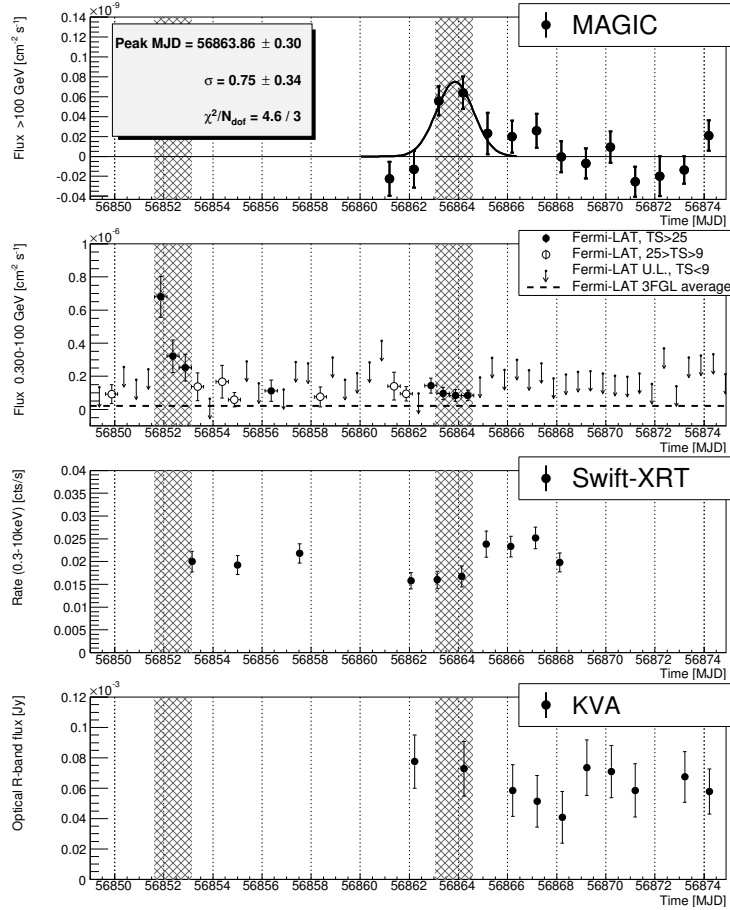 ×10⁻⁹
0.14
0.12
0.1
0.08
0.06
0.04
0.02
0
-0.02
-0.04
Flux >100 GeV [cm⁻² s⁻¹]
Peak MJD = 56863.86 ± 0.30
σ = 0.75 ± 0.34
χ²/N_dof = 4.6 / 3
MAGIC
56850 56852 56854 56856 56858 56860 56862 56864 56866 56868 56870 56872 56874
Time [MJD]
×10⁻⁶
1
0.8
0.6
0.4
0.2
0
Flux 0.300-100 GeV [cm⁻² s⁻¹]
Fermi-LAT, TS>25
Fermi-LAT, 25>TS>9
Fermi-LAT U.L., TS<9
Fermi-LAT 3FGL average
56850 56852 56854 56856 56858 56860 56862 56864 56866 56868 56870 56872 56874
Time [MJD]
0.04
0.035
0.03
0.025
0.02
0.015
0.01
0.005
0
Rate (0.3-10keV) [cts/s]
Swift-XRT
56850 56852 56854 56856 56858 56860 56862 56864 56866 56868 56870 56872 56874
Time [MJD]
×10⁻³
0.12
0.1
0.08
0.06
0.04
0.02
0
Optical R-band flux [Jy]
KVA
56850 56852 56854 56856 56858 56860 56862 56864 56866 56868 56870 56872 56874
Time [MJD]